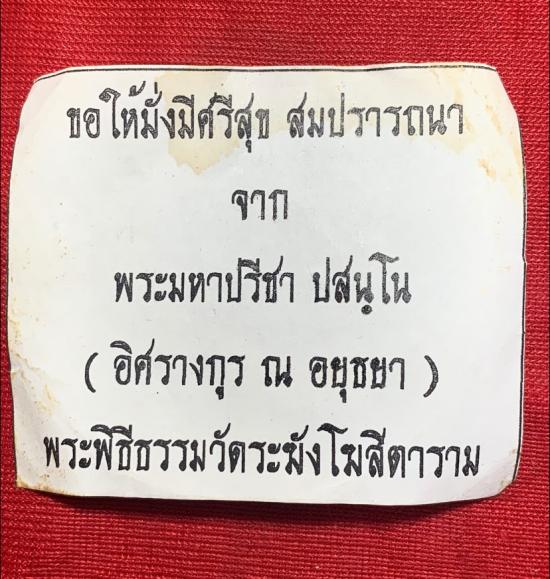 ขอให้มั่งมีศรีสุข สมปรารถนา
จาก
พระมหาปรีชา ปสนฺโน
( อิศรางกุร ณ อยุธยา )
พระพิธีธรรมวัดระฆังโฆสิตาราม